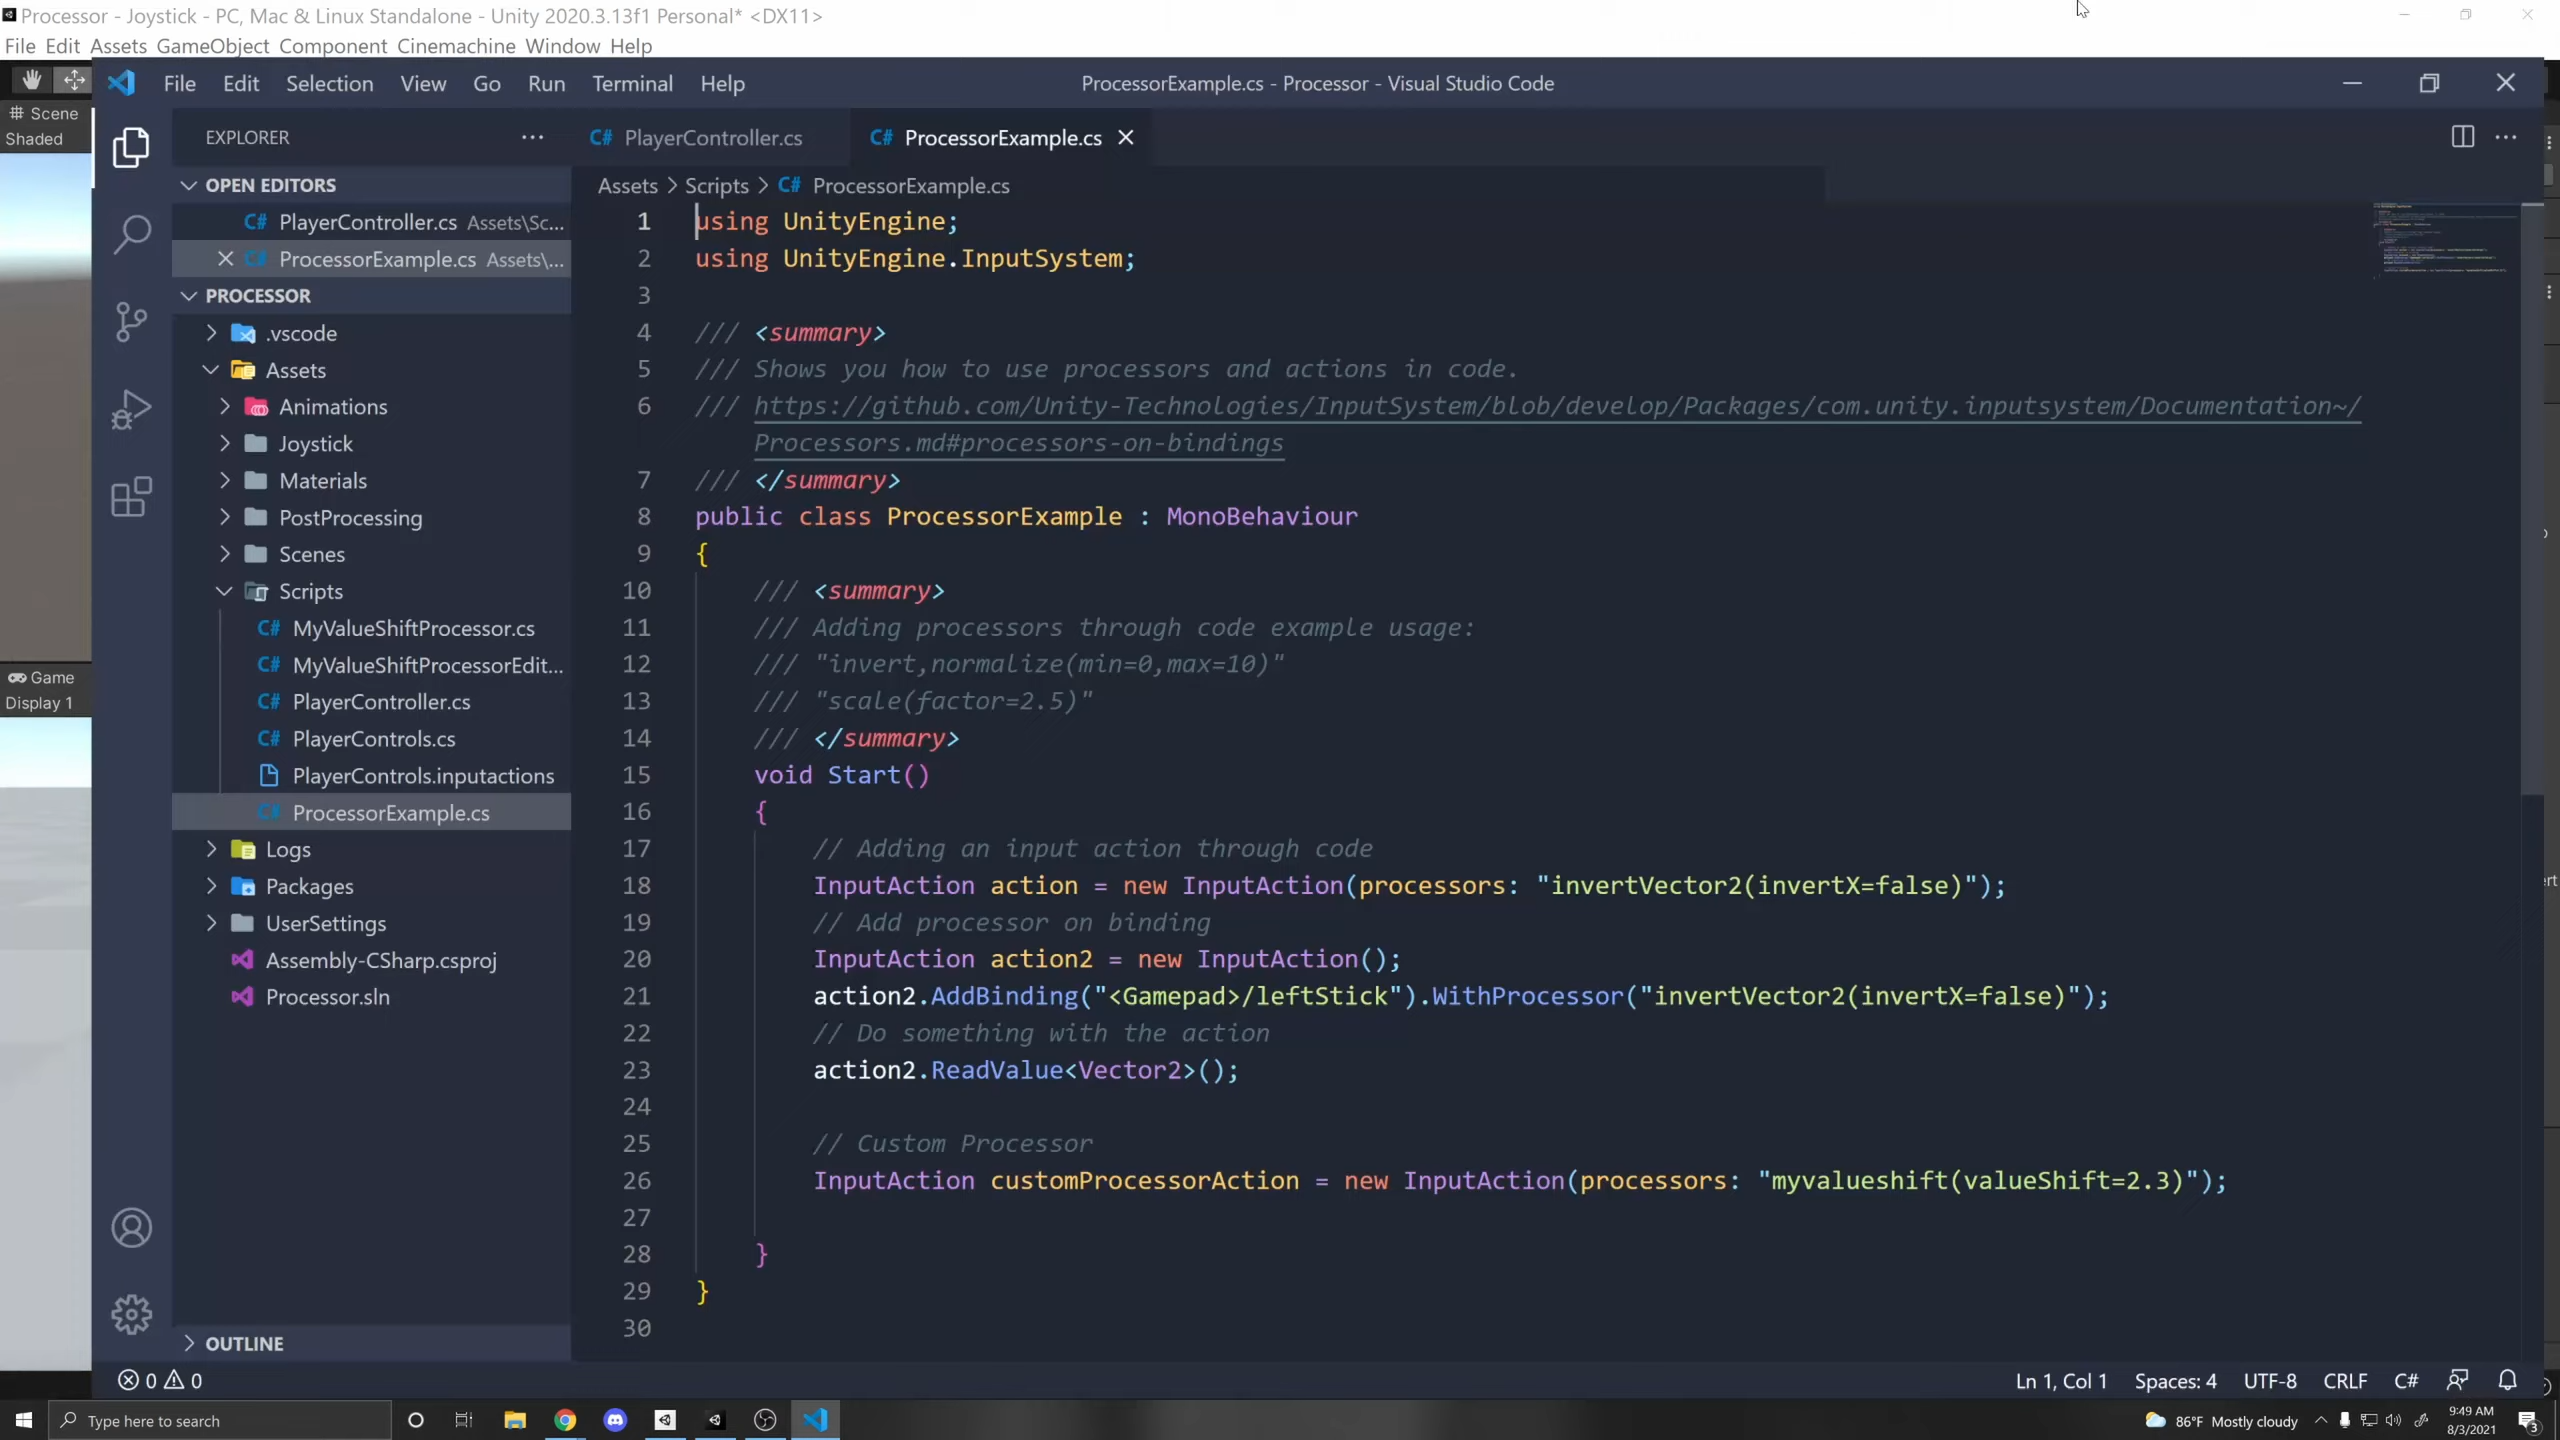 Processor - Joystick - PC, Mac & Linux Standalone - Unity 2020.3.13f1 Personal* <DX11>
File Edit Assets GameObject Component Cinemachine Window Help
File Edit Selection View Go Run Terminal Help
ProcessorExample.cs - Processor - Visual Studio Code
Scene
Shaded
Game
Display 1
EXPLORER
OPEN EDITORS
PlayerController.cs Assets\Sc...
ProcessorExample.cs Assets\...
PROCESSOR
.vscode
Assets
Animations
Joystick
Materials
PostProcessing
Scenes
Scripts
MyValueShiftProcessor.cs
MyValueShiftProcessorEdit...
PlayerController.cs
PlayerControls.cs
PlayerControls.inputactions
ProcessorExample.cs
Logs
Packages
UserSettings
Assembly-CSharp.csproj
Processor.sln
OUTLINE
PlayerController.cs
ProcessorExample.cs
Assets > Scripts > ProcessorExample.cs
1 using UnityEngine;
2 using UnityEngine.InputSystem;
3
4 /// <summary>
5 /// Shows you how to use processors and actions in code.
6 /// https://github.com/Unity-Technologies/InputSystem/blob/develop/Packages/com.unity.inputsystem/Documentation~/
Processors.md#processors-on-bindings
7 /// </summary>
8 public class ProcessorExample : MonoBehaviour
9 {
10 /// <summary>
11 /// Adding processors through code example usage:
12 /// "invert,normalize(min=0,max=10)"
13 /// "scale(factor=2.5)"
14 /// </summary>
15 void Start()
16 {
17 // Adding an input action through code
18 InputAction action = new InputAction(processors: "invertVector2(invertX=false)");
19 // Add processor on binding
20 InputAction action2 = new InputAction();
21 action2.AddBinding("<Gamepad>/leftStick").WithProcessor("invertVector2(invertX=false)");
22 // Do something with the action
23 action2.ReadValue<Vector2>();
24
25 // Custom Processor
26 InputAction customProcessorAction = new InputAction(processors: "myvalueshift(valueShift=2.3)");
27
28 }
29 }
30
0 0
Ln 1, Col 1 Spaces: 4 UTF-8 CRLF C#
Type here to search
86°F Mostly cloudy
9:49 AM
8/3/2021
3